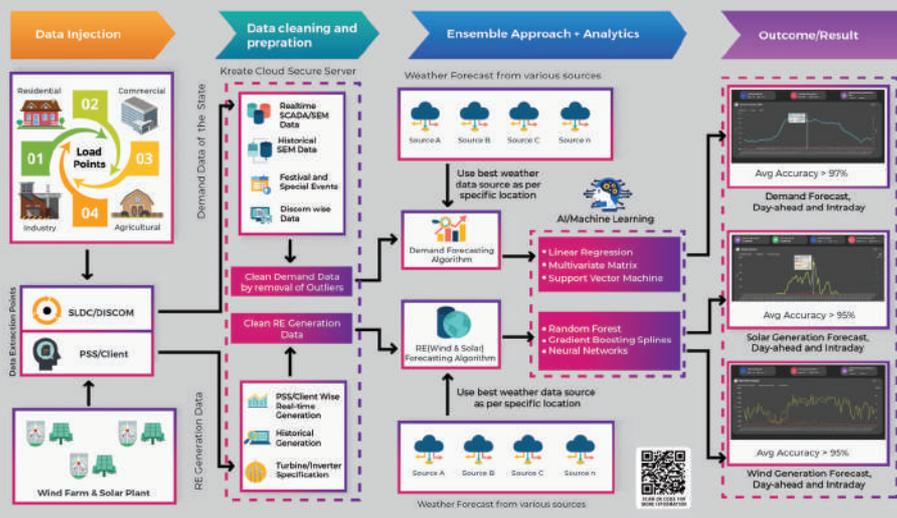 Data Injection
Data cleaning and
prepration
Ensemble Approach + Analytics
Outcome/Result
Residential
Commercial
02
01
Load
Points
03
04
Industry
Agricultural
Demand Data of the State
Data Extraction Points
SLDC/DISCOM
PSS/Client
Wind Farm & Solar Plant
RE Generation Data
Kreate Cloud Secure Server
Realtime
SCADA/SEM
Data
Historical
SEM Data
Festival and
Special Events
Discom wise
Data
Clean Demand Data
by removal of Outliers
Clean RE Generation
Data
PSS/Client Wise
Real-time
Generation
Historical
Generation
Turbine/Inverter
Specification
Weather Forecast from various sources
Source A
Source B
Source C
Source n
Use best weather
data source as per
specific location
AI/Machine Learning
Demand Forecasting
Algorithm
Linear Regression
Multivariate Matrix
Support Vector Machine
RE(Wind & Solar)
Forecasting Algorithm
Random Forest
Gradient Boosting Splines
Neural Networks
Use best weather data source
as per specific location
Source A
Source B
Source C
Source n
Weather Forecast from various sources
SCAN QR CODE FOR
MORE INFORMATION
Avg Accuracy > 97%
Demand Forecast,
Day-ahead and Intraday
Avg Accuracy > 95%
Solar Generation Forecast,
Day-ahead and Intraday
Avg Accuracy > 95%
Wind Generation Forecast,
Day-ahead and Intraday